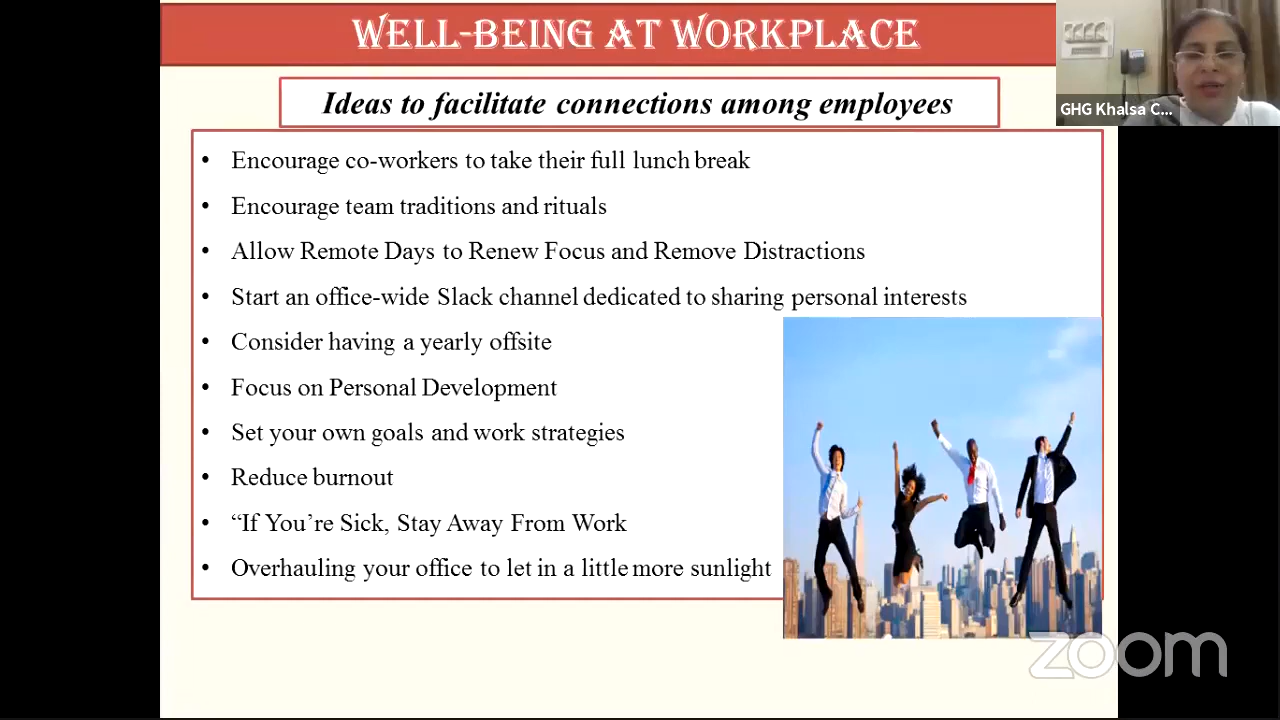 WELL-BEING AT WORKPLACE
GHG Khalsa C...
Ideas to facilitate connections among employees
• Encourage co-workers to take their full lunch break
• Encourage team traditions and rituals
• Allow Remote Days to Renew Focus and Remove Distractions
• Start an office-wide Slack channel dedicated to sharing personal interests
• Consider having a yearly offsite
• Focus on Personal Development
• Set your own goals and work strategies
• Reduce burnout
• “If You’re Sick, Stay Away From Work
• Overhauling your office to let in a little more sunlight
zoom